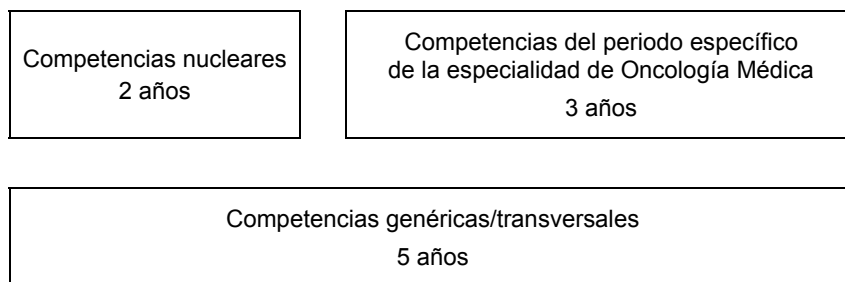 Competencias nucleares
2 años
Competencias del periodo específico
de la especialidad de Oncología Médica
3 años
Competencias genéricas/transversales
5 años